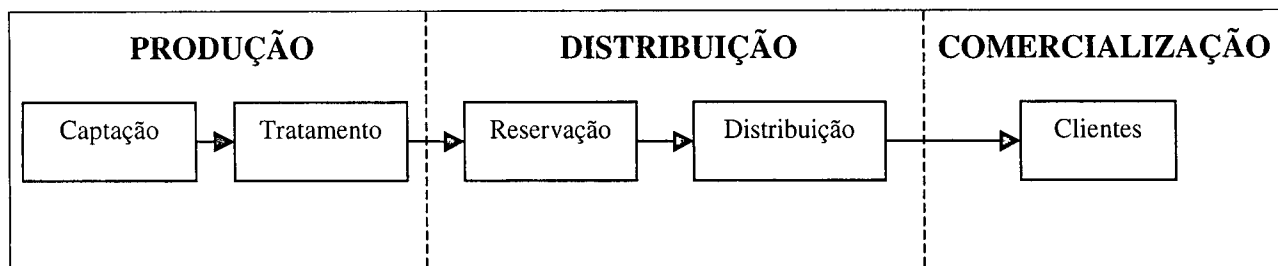 PRODUÇÃO
DISTRIBUIÇÃO
COMERCIALIZAÇÃO
Captação
Tratamento
Reservação
Distribuição
Clientes